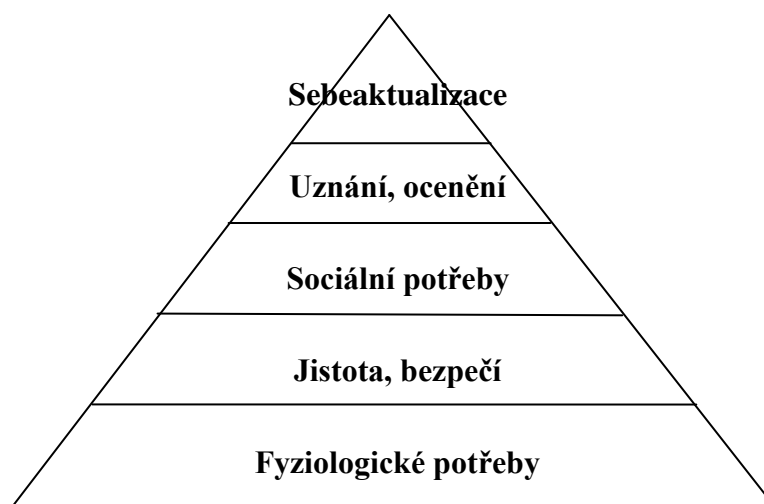 Sebeaktualizace
Uznání, ocenění
Sociální potřeby
Jistota, bezpečí
Fyziologické potřeby